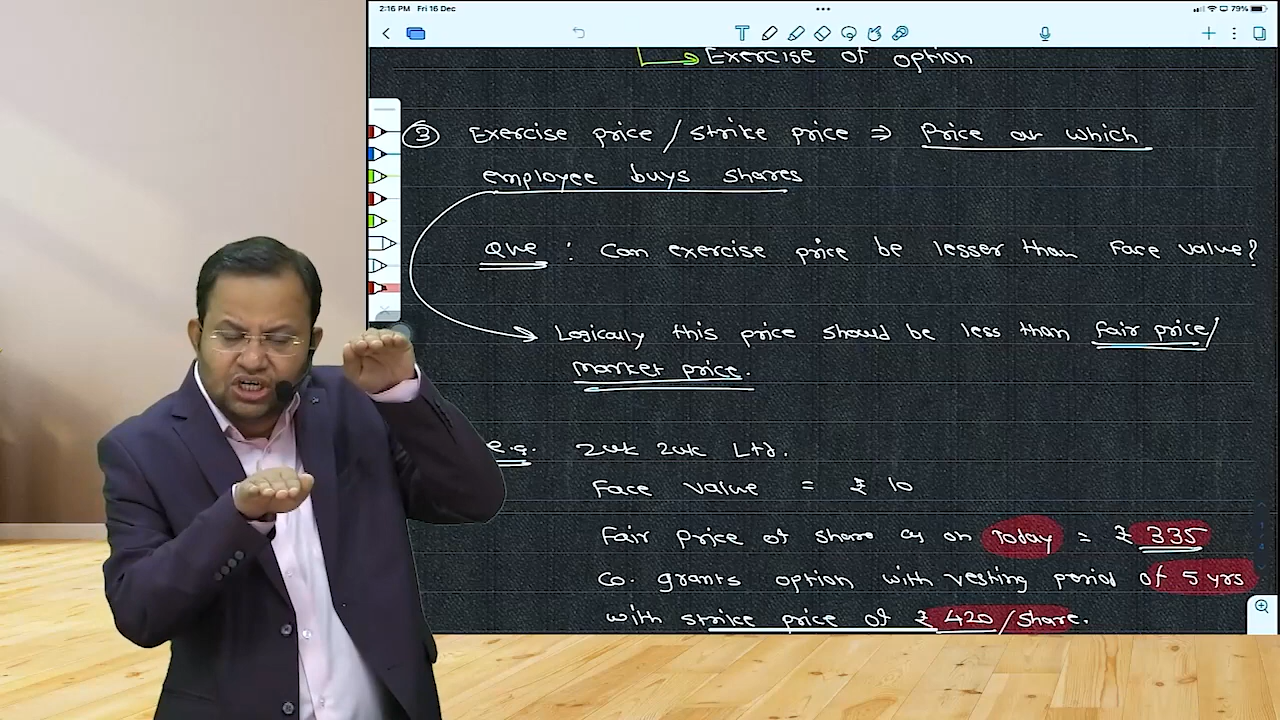 2:16 PM Fri 16 Dec
79%
Exercise of option
③ Exercise price / strike price ⇒ Price at which
employee buys shares
Que : Can exercise price be lesser than Face value?
Logically this price should be less than fair price/
market price.
e.g. Zuk Zuk Ltd.
Face value = ₹ 10
Fair price of share as on Today = ₹ 335
Co. grants option with vesting period of 5 yrs
with strike price of ₹ 420/share.